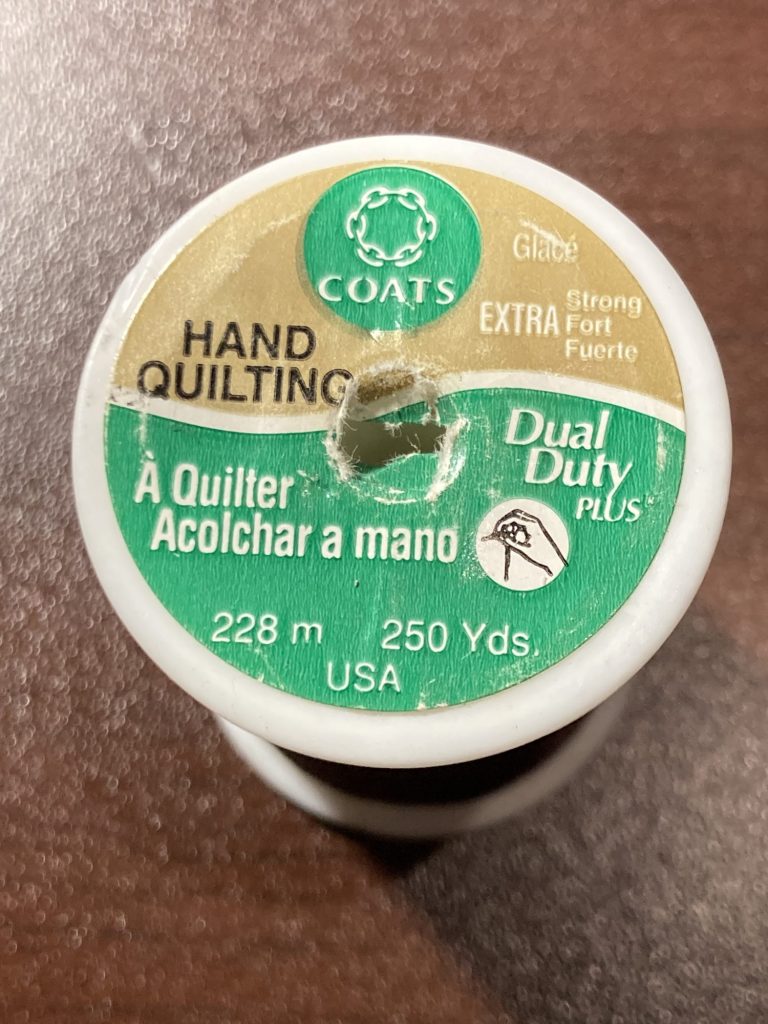 COATS
Glacé
EXTRA Strong
Fort
Fuerte
HAND
QUILTING
Dual
Duty
PLUS
À Quilter
Acolchar a mano
228 m 250 Yds.
USA